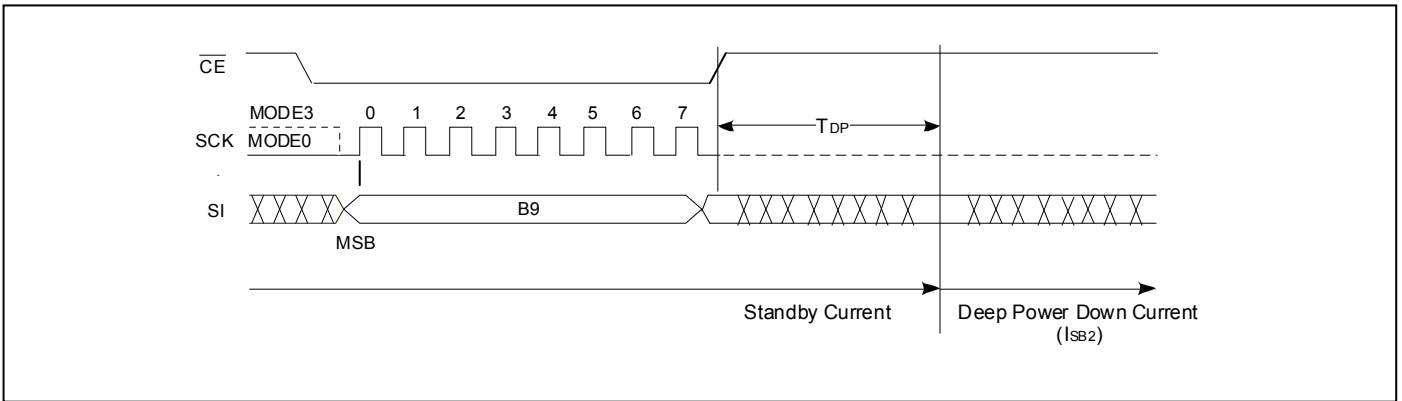 CE
MODE3 0 1 2 3 4 5 6 7
TDP
SCK MODE0
SI B9
MSB
Standby Current Deep Power Down Current
(ISB2)